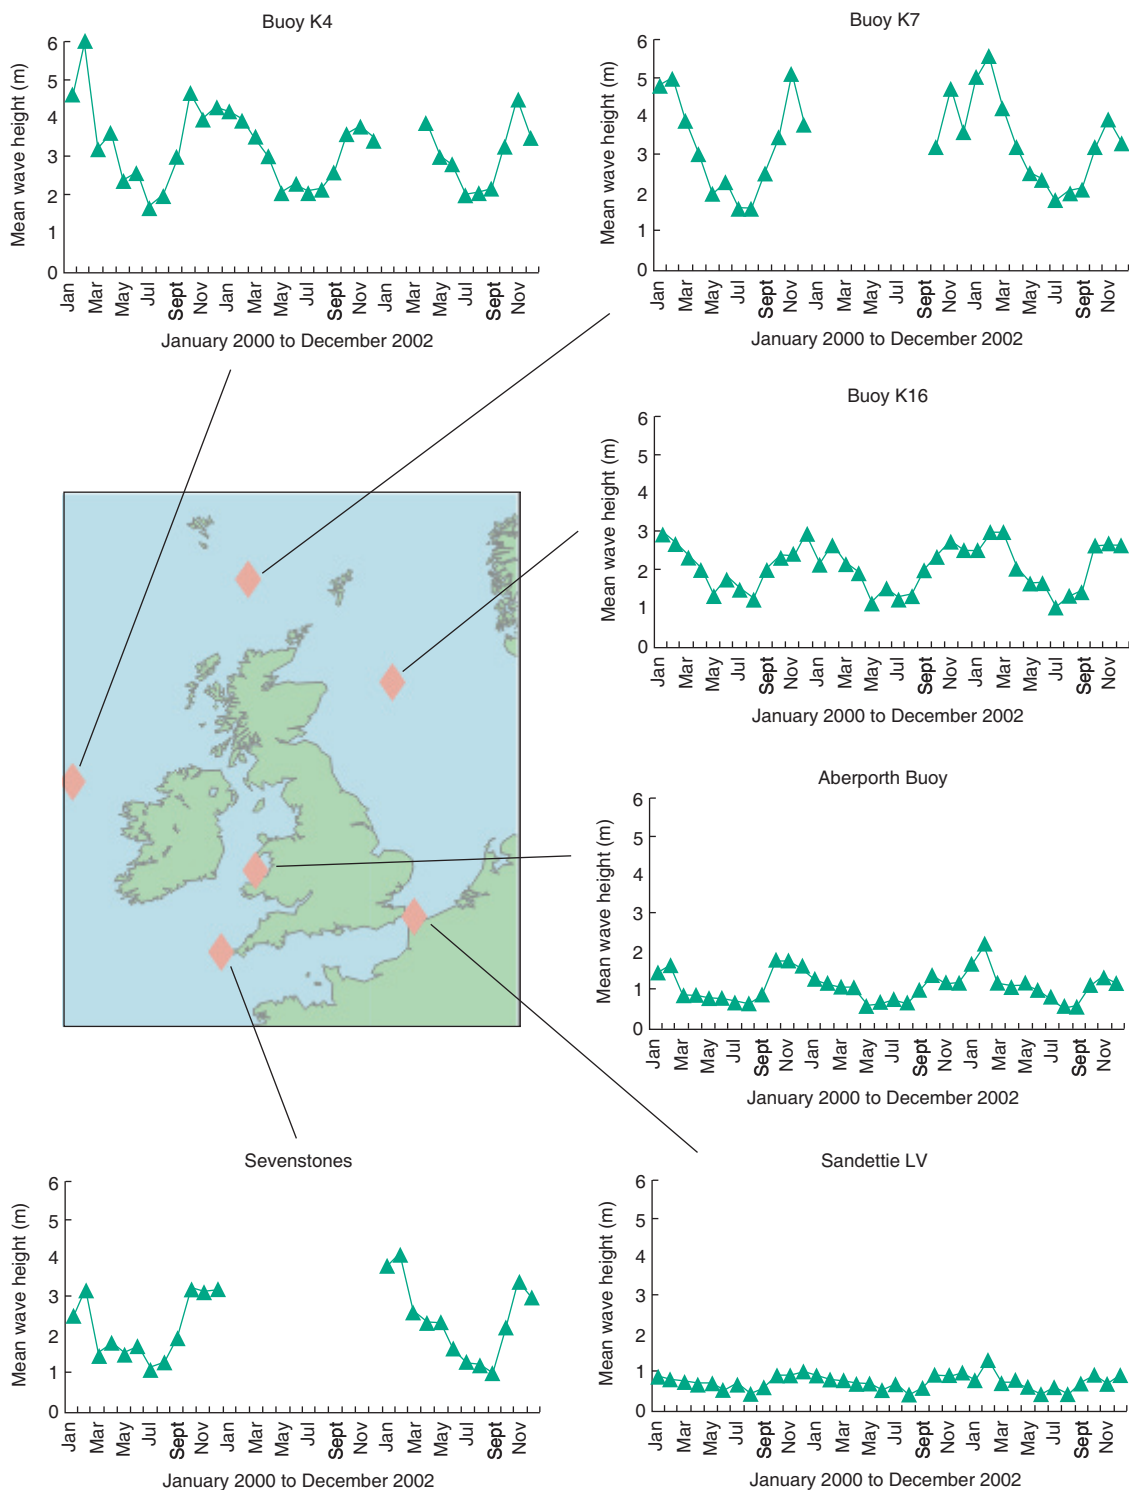 Buoy K4
Mean wave height (m)
6
5
4
3
2
1
0
Jan Mar May Jul Sept Nov Jan Mar May Jul Sept Nov Jan Mar May Jul Sept Nov
January 2000 to December 2002
Buoy K7
Mean wave height (m)
6
5
4
3
2
1
0
Jan Mar May Jul Sept Nov Jan Mar May Jul Sept Nov Jan Mar May Jul Sept Nov
January 2000 to December 2002
Buoy K16
Mean wave height (m)
6
5
4
3
2
1
0
Jan Mar May Jul Sept Nov Jan Mar May Jul Sept Nov Jan Mar May Jul Sept Nov
January 2000 to December 2002
Aberporth Buoy
Mean wave height (m)
6
5
4
3
2
1
0
Jan Mar May Jul Sept Nov Jan Mar May Jul Sept Nov Jan Mar May Jul Sept Nov
January 2000 to December 2002
Sevenstones
Mean wave height (m)
6
5
4
3
2
1
0
Jan Mar May Jul Sept Nov Jan Mar May Jul Sept Nov Jan Mar May Jul Sept Nov
January 2000 to December 2002
Sandettie LV
Mean wave height (m)
6
5
4
3
2
1
0
Jan Mar May Jul Sept Nov Jan Mar May Jul Sept Nov Jan Mar May Jul Sept Nov
January 2000 to December 2002